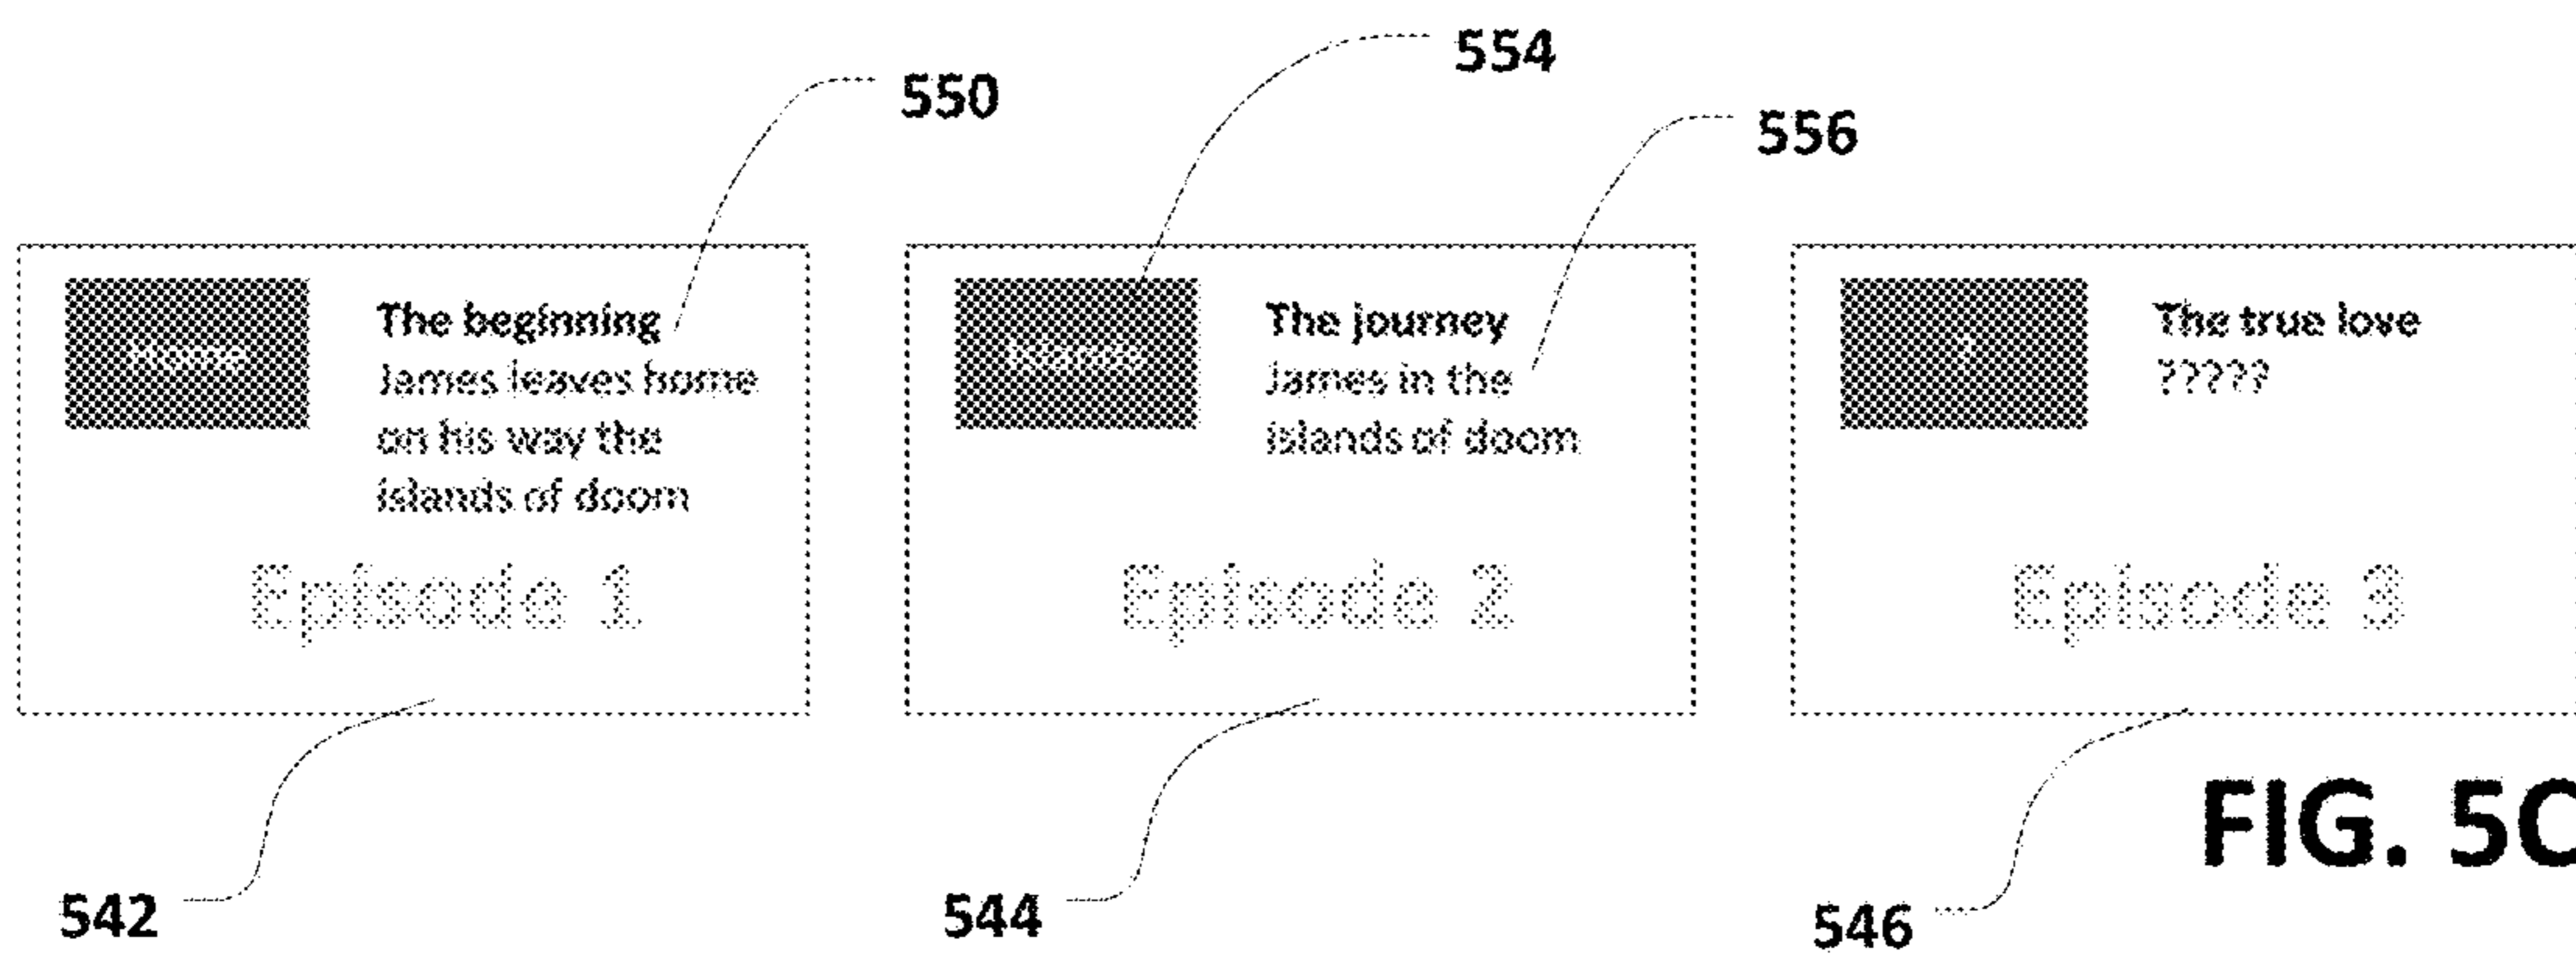 554
550
556
The beginning
James leaves home
on his way the
islands of doom
Episode 1
The journey
James in the
islands of doom
Episode 2
The true love
?????
Episode 3
FIG. 5C
542
544
546